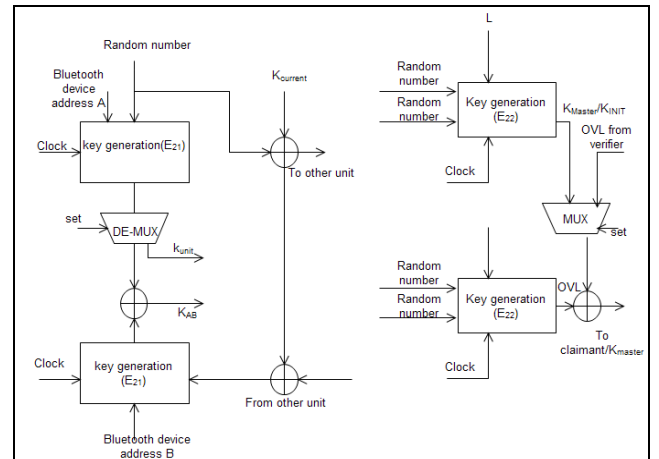 Random number
Bluetooth
device
address A
Kcurrent
Clock
key generation(E21)
To other unit
set
DE-MUX
kunit
KAB
Clock
key generation
(E21)
From other unit
Bluetooth device
address B
L
Random
number
Random
number
Key generation
(E22)
KMaster/KINIT
OVL from
verifier
Clock
MUX
set
Random
number
Random
number
Key generation
(E22)
OVL
Clock
To
claimant/Kmaster